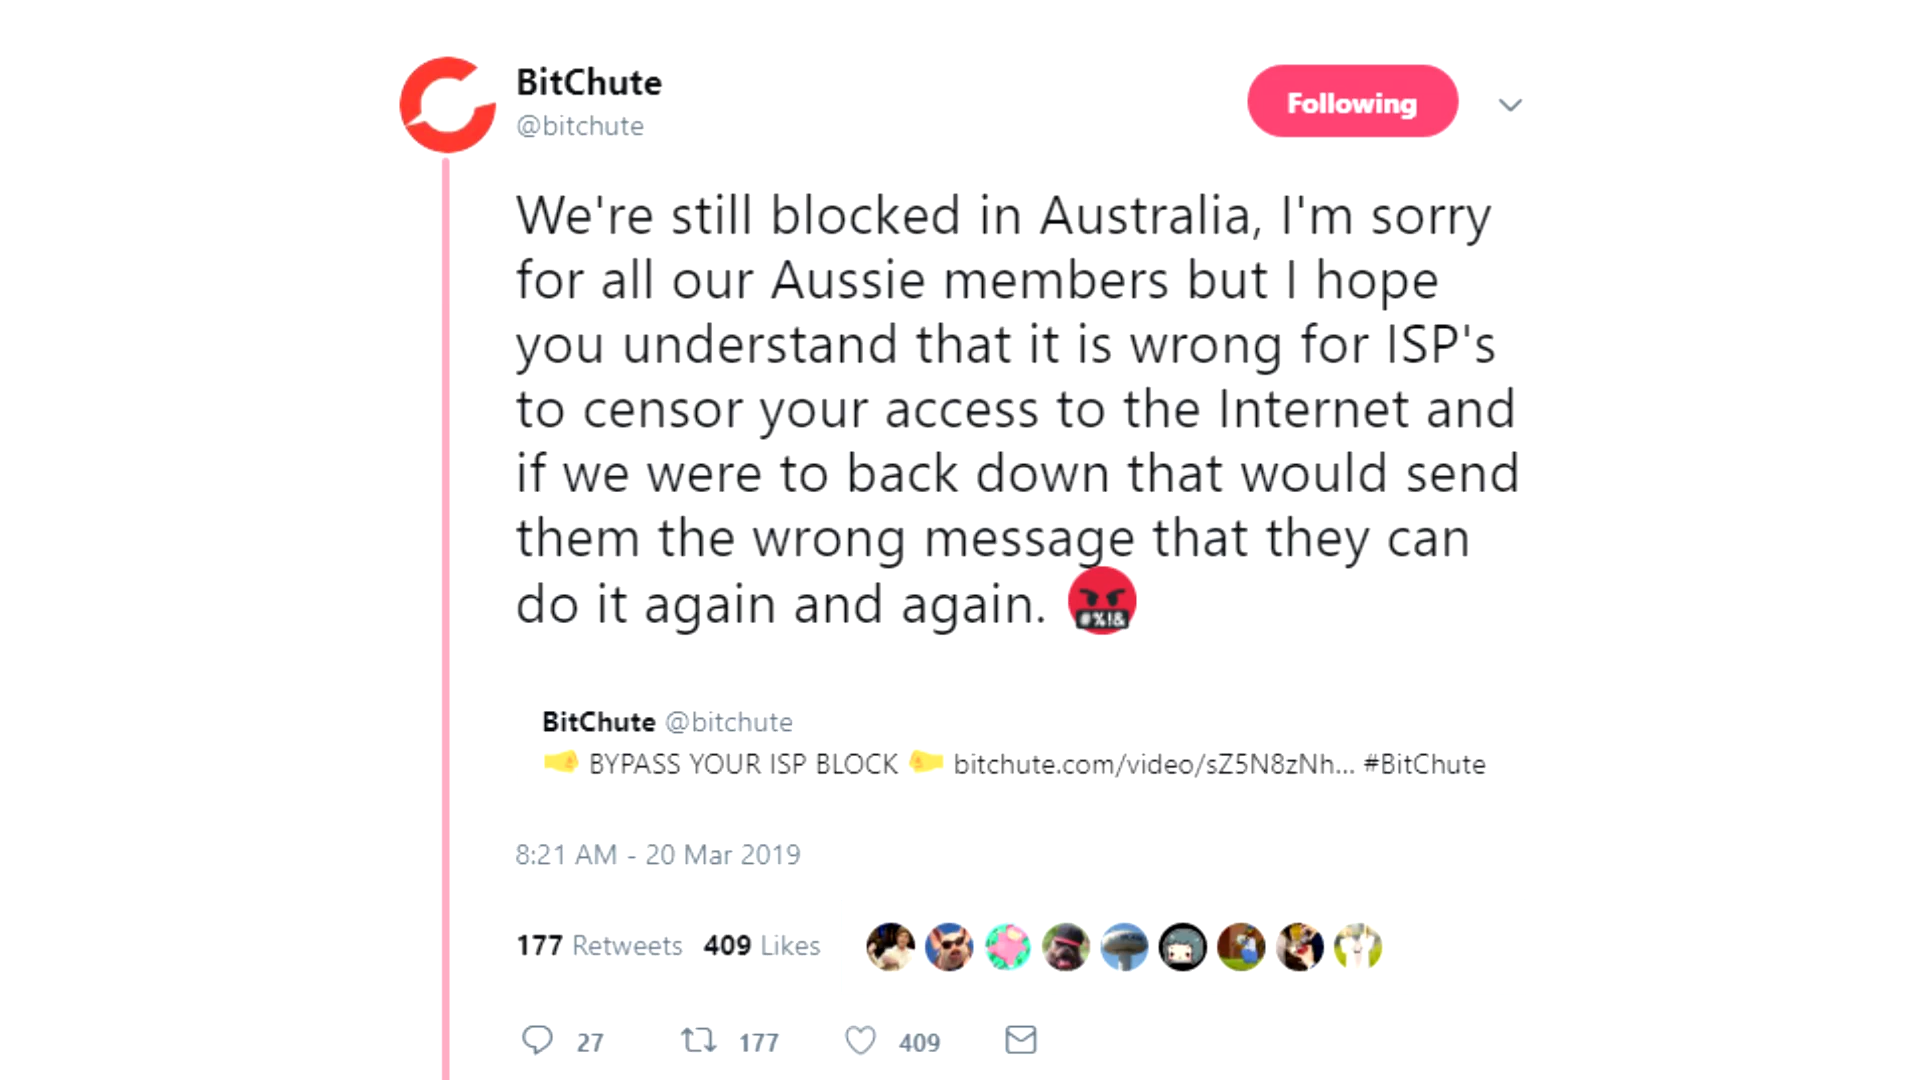 BitChute
@bitchute
Following
We're still blocked in Australia, I'm sorry
for all our Aussie members but I hope
you understand that it is wrong for ISP's
to censor your access to the Internet and
if we were to back down that would send
them the wrong message that they can
do it again and again.
#%!&
BitChute @bitchute
BYPASS YOUR ISP BLOCK bitchute.com/video/sZ5N8zNh... #BitChute
8:21 AM - 20 Mar 2019
177 Retweets 409 Likes
27 177 409